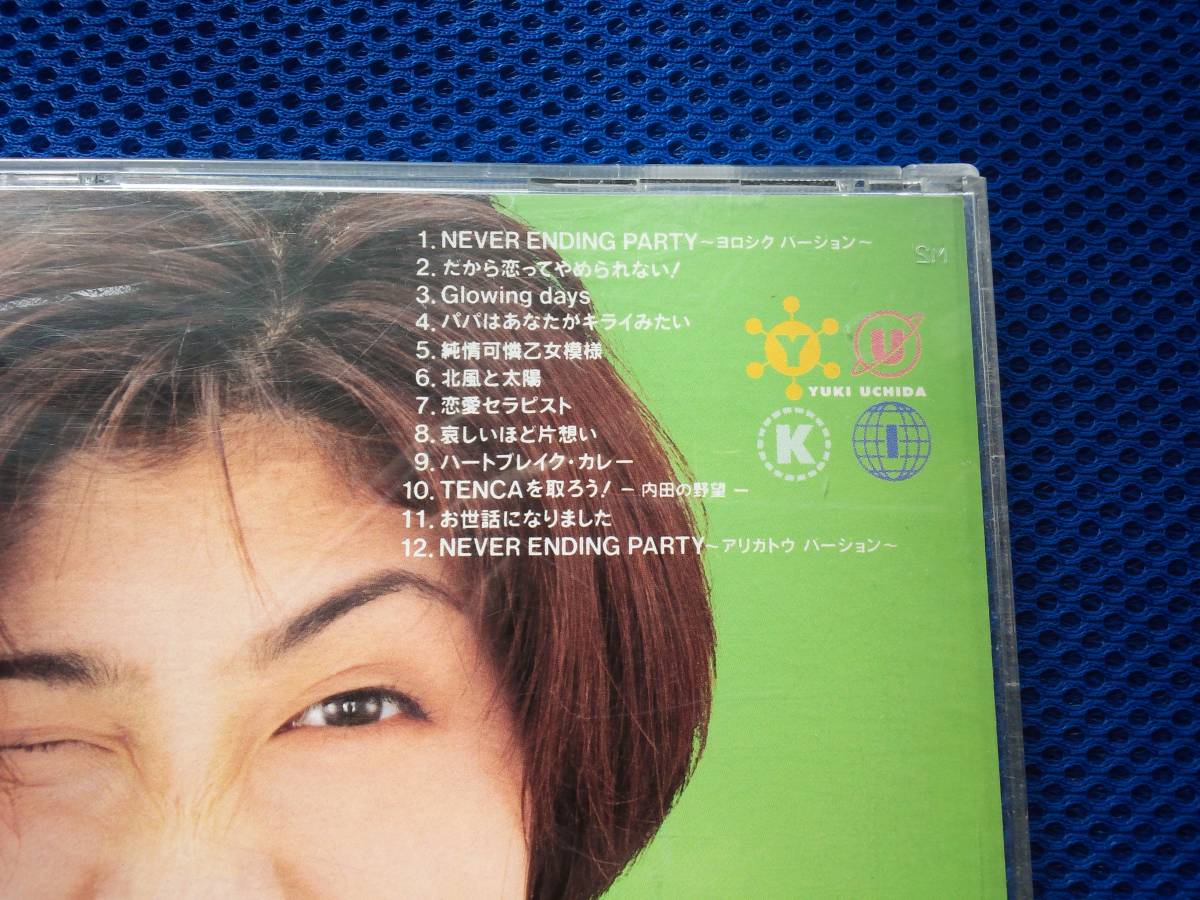 1. NEVER ENDING PARTY〜ヨロシク バージョン〜
2. だから恋ってやめられない!
3. Glowing days
4. パパはあなたがキライみたい
5. 純情可憐乙女模様
6. 北風と太陽
7. 恋愛セラピスト
8. 哀しいほど片想い
9. ハートブレイク・カレー
10. TENCAを取ろう! − 内田の野望 −
11. お世話になりました
12. NEVER ENDING PARTY〜アリガトウ バージョン〜
Y U
YUKI UCHIDA
K I